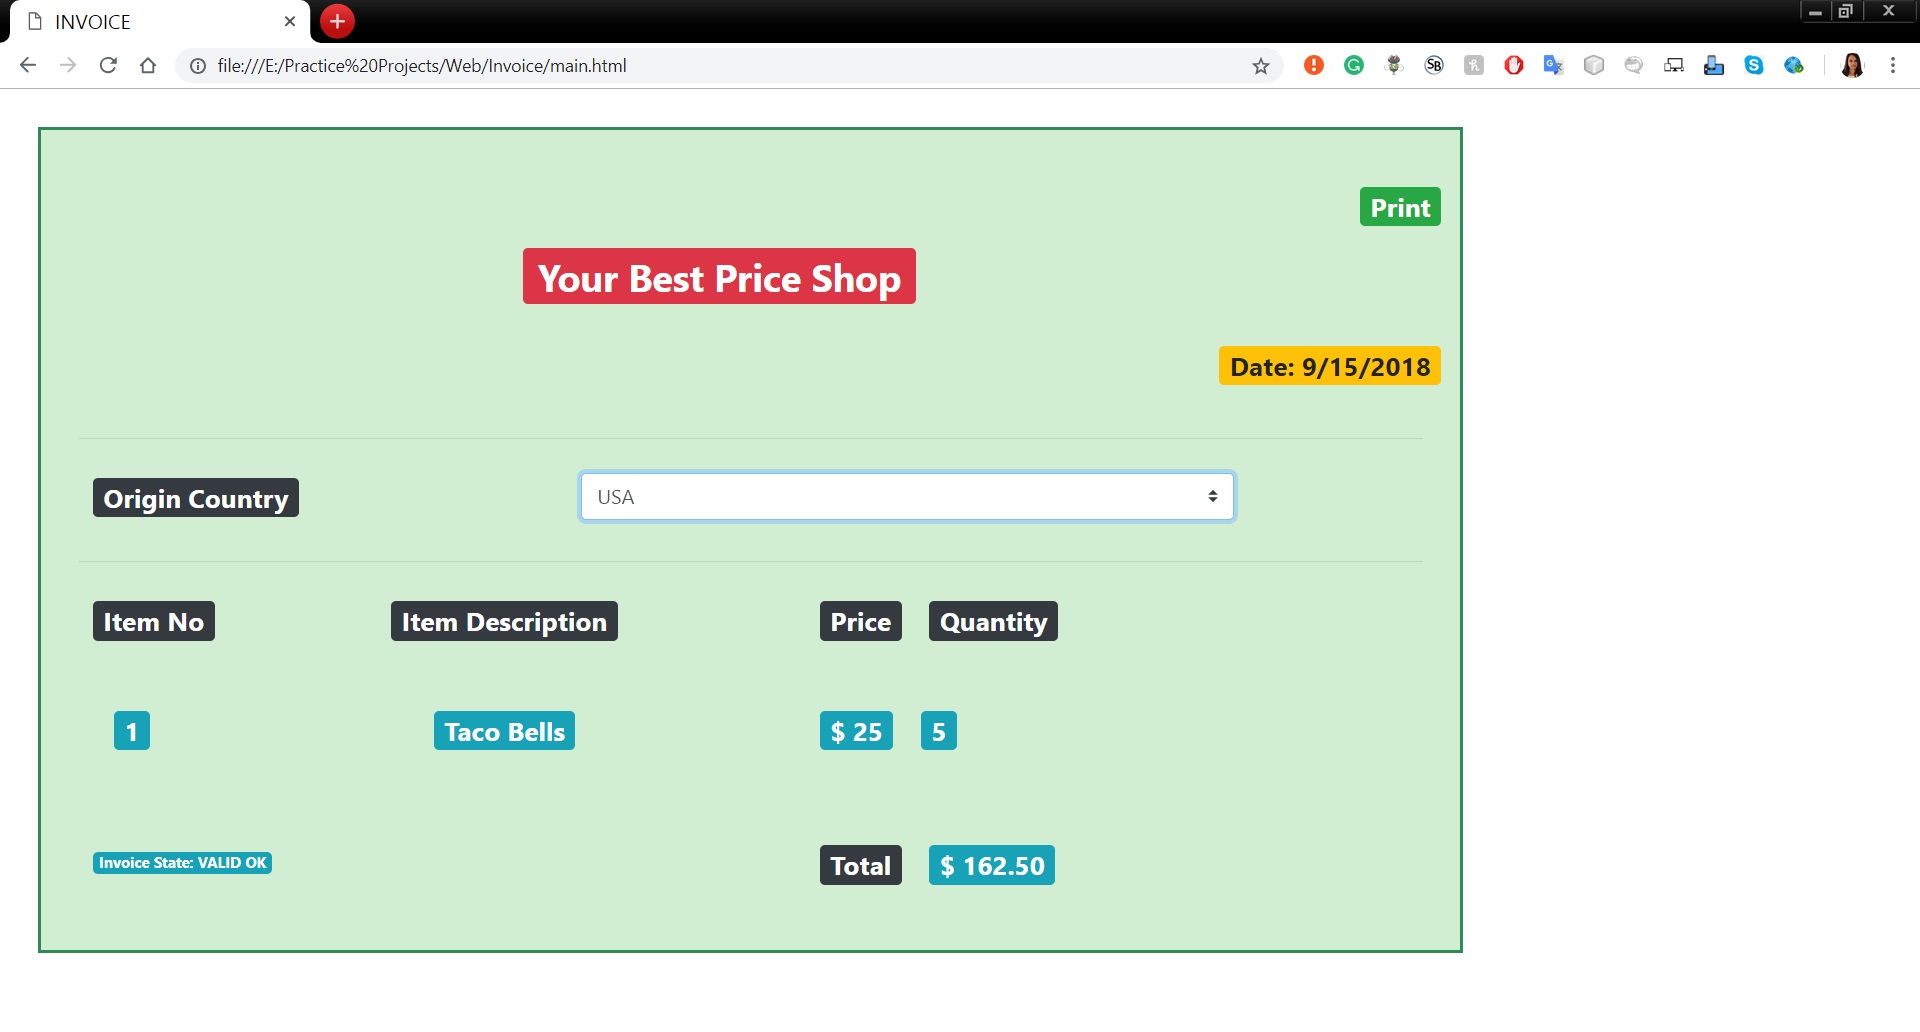 INVOICE
file:///E:/Practice%20Projects/Web/Invoice/main.html
Print
Your Best Price Shop
Date: 9/15/2018
Origin Country USA
Item No Item Description Price Quantity
1 Taco Bells $ 25 5
Invoice State: VALID OK Total $ 162.50